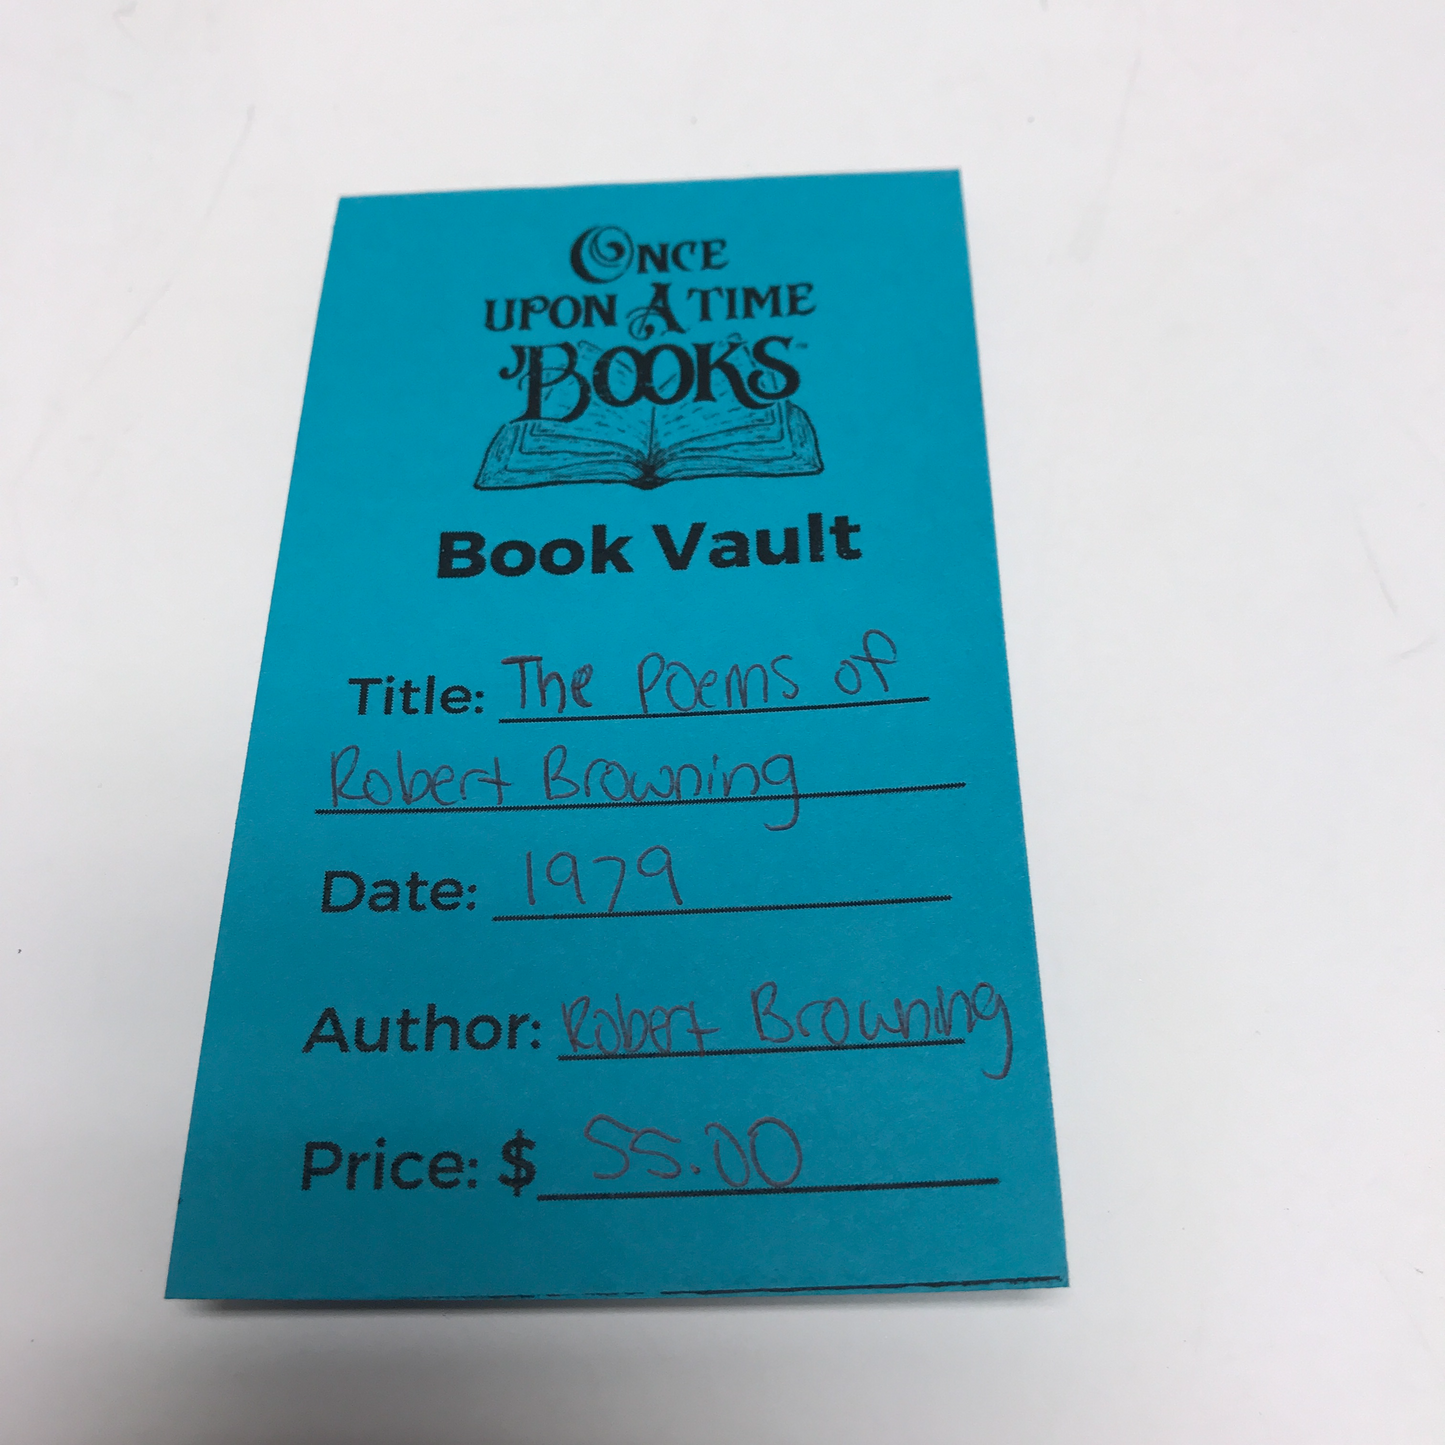 ONCE
UPON A TIME
BOOKS™
Book Vault
Title: The Poems of
Robert Browning
Date: 1979
Author: Robert Browning
Price: $ 55.00